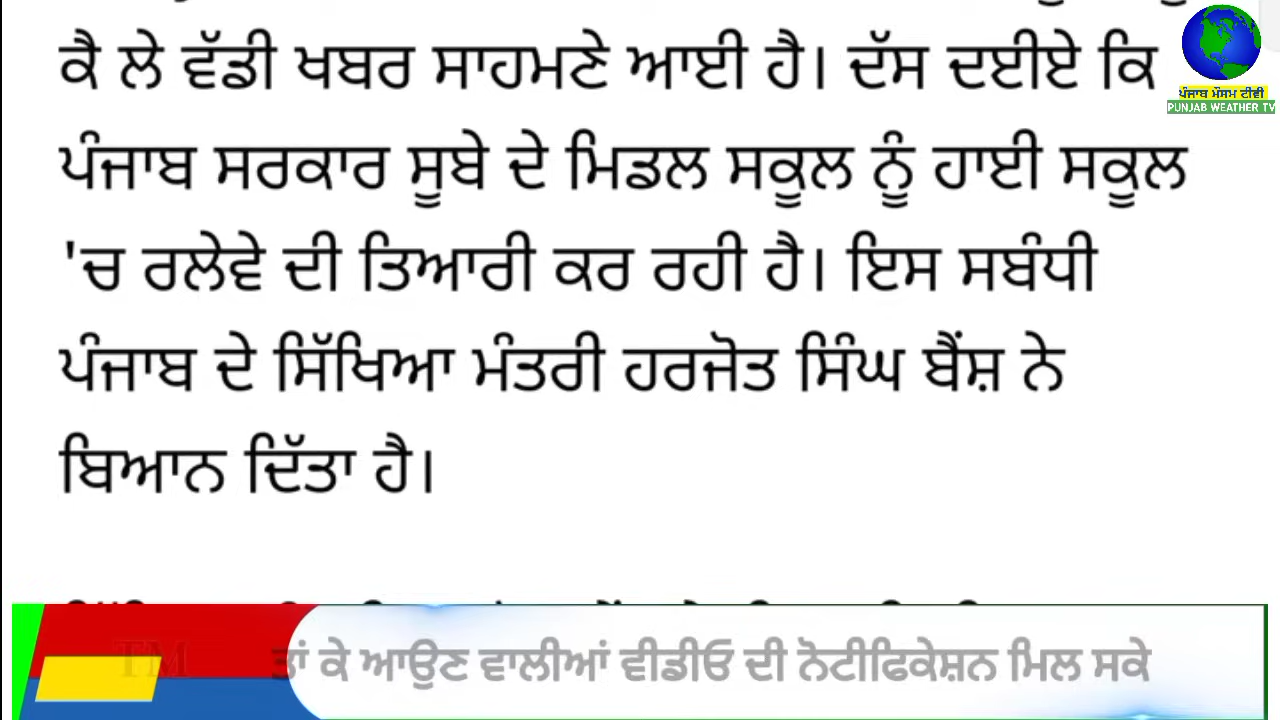 ਕੈ ਲੇ ਵੱਡੀ ਖਬਰ ਸਾਹਮਣੇ ਆਈ ਹੈ। ਦੱਸ ਦਈਏ ਕਿ
ਪੰਜਾਬ ਸਰਕਾਰ ਸੂਬੇ ਦੇ ਮਿਡਲ ਸਕੂਲ ਨੂੰ ਹਾਈ ਸਕੂਲ
'ਚ ਰਲੇਵੇ ਦੀ ਤਿਆਰੀ ਕਰ ਰਹੀ ਹੈ। ਇਸ ਸਬੰਧੀ
ਪੰਜਾਬ ਦੇ ਸਿੱਖਿਆ ਮੰਤਰੀ ਹਰਜੋਤ ਸਿੰਘ ਬੈਂਸ਼ ਨੇ
ਬਿਆਨ ਦਿੱਤਾ ਹੈ।
ਪੰਜਾਬ ਮੌਸਮ ਟੀਵੀ
PUNJAB WEATHER TV
TM
ਤਾਂ ਕੇ ਆਉਣ ਵਾਲੀਆਂ ਵੀਡੀਓ ਦੀ ਨੋਟੀਫਿਕੇਸ਼ਨ ਮਿਲ ਸਕੇ